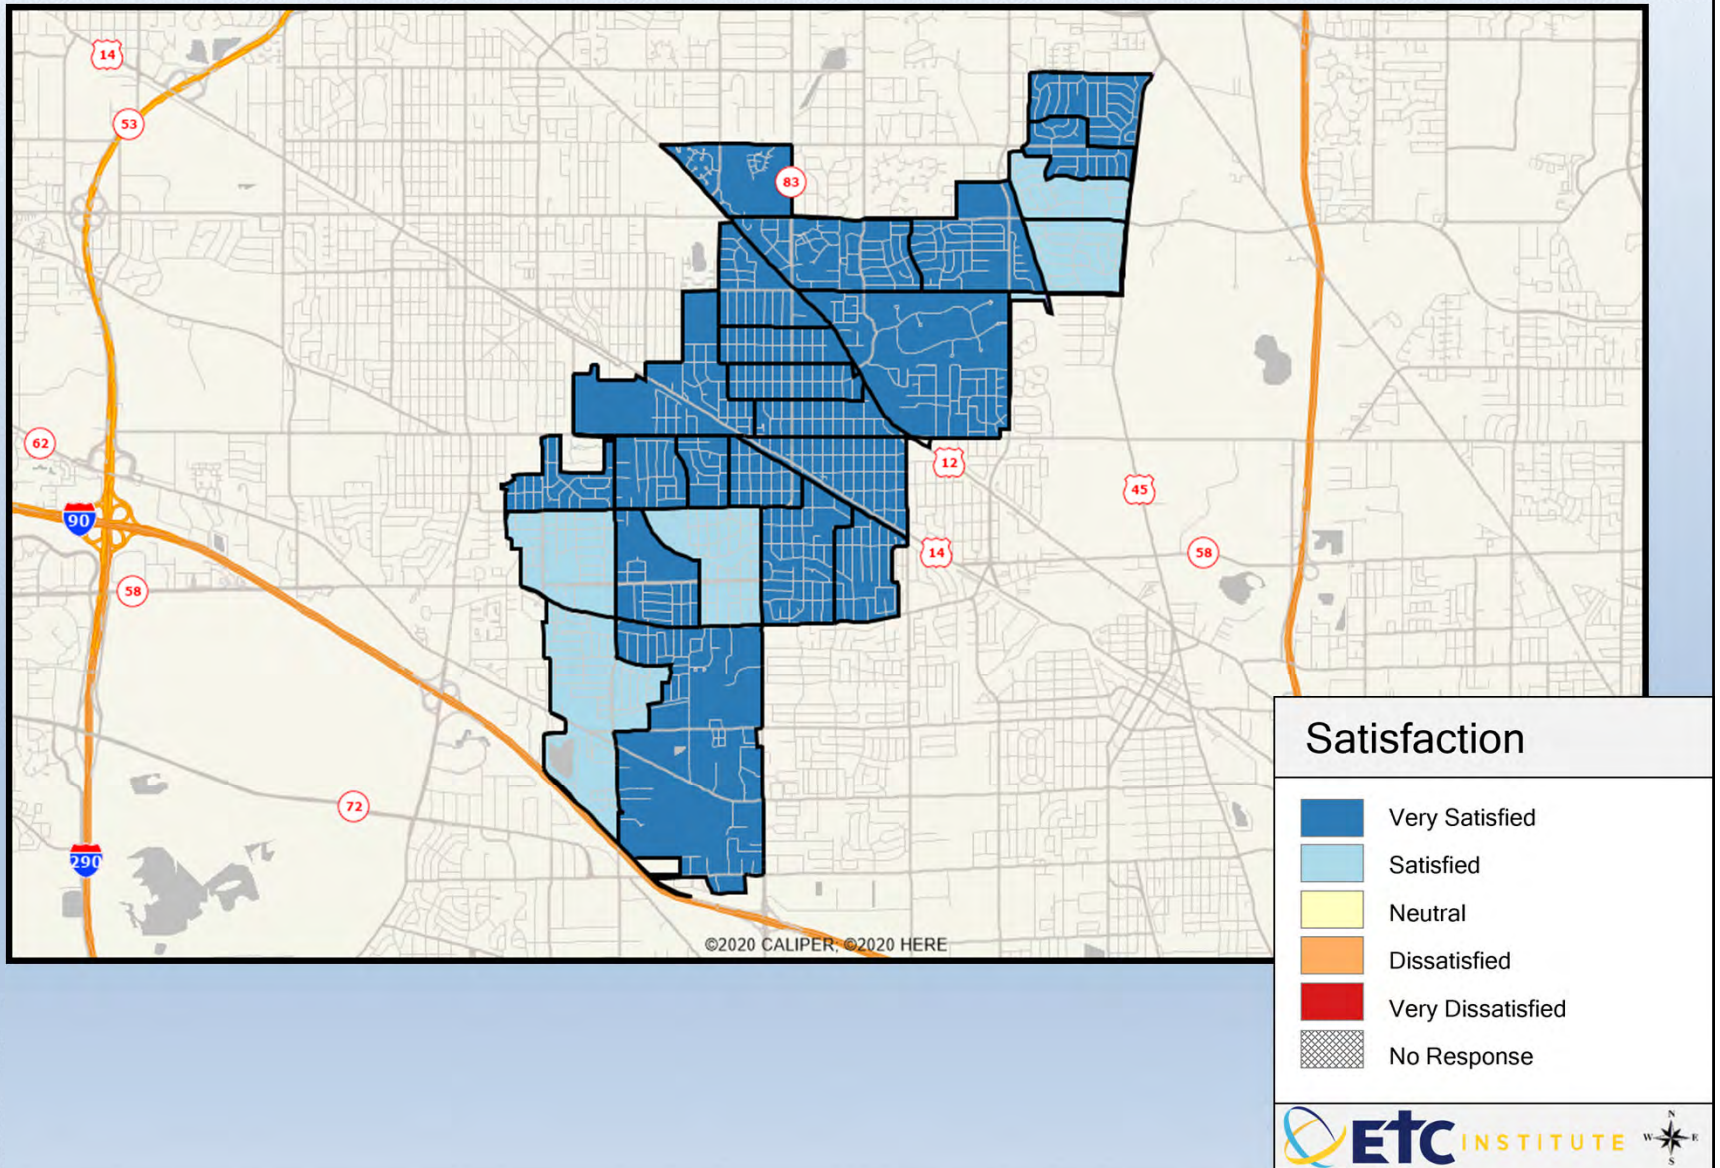 14
53
83
62
12
45
90
14
58
58
72
290
©2020 CALIPER; ©2020 HERE
Satisfaction
Very Satisfied
Satisfied
Neutral
Dissatisfied
Very Dissatisfied
No Response
ETC INSTITUTE
N
W E
S